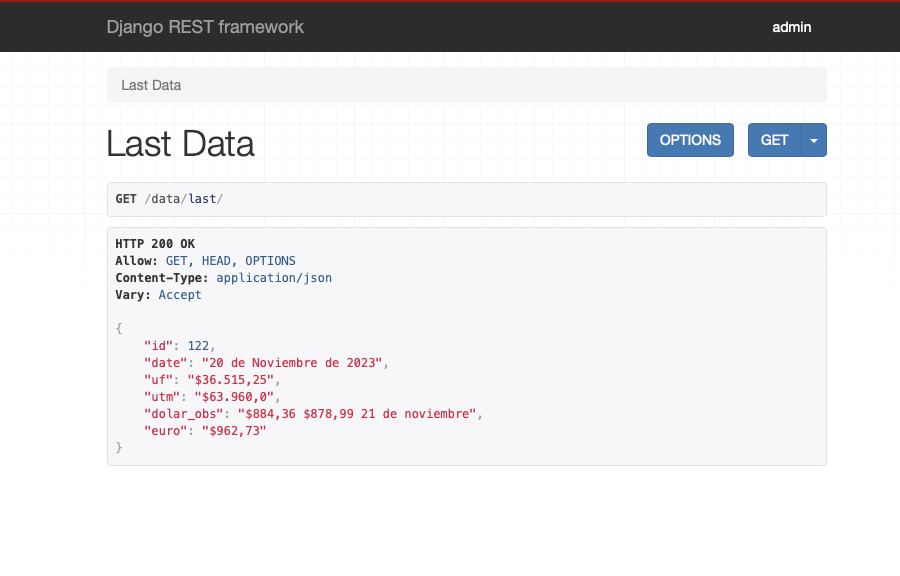 Django REST framework
admin
Last Data
Last Data
OPTIONS
GET
GET /data/last/
HTTP 200 OK
Allow: GET, HEAD, OPTIONS
Content-Type: application/json
Vary: Accept
{
    "id": 122,
    "date": "20 de Noviembre de 2023",
    "uf": "$36.515,25",
    "utm": "$63.960,0",
    "dolar_obs": "$884,36 $878,99 21 de noviembre",
    "euro": "$962,73"
}